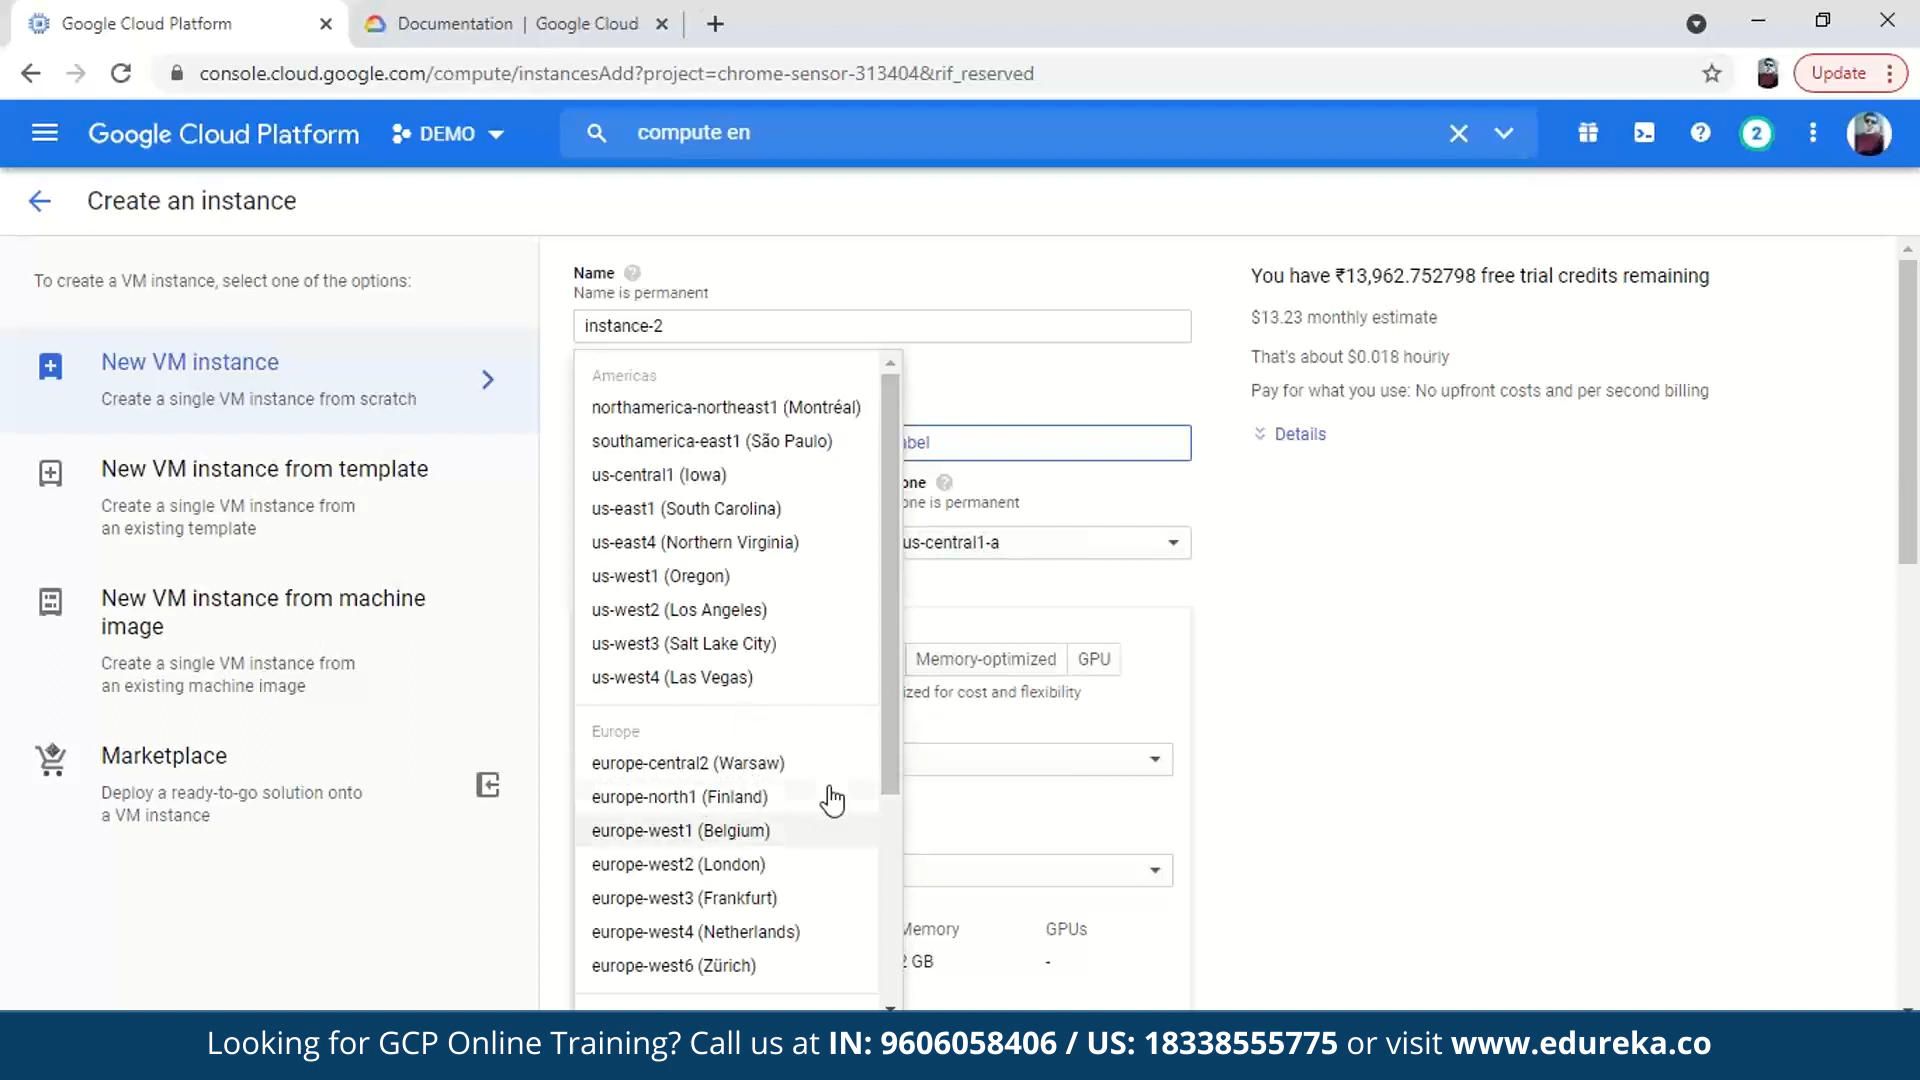 Google Cloud Platform
Documentation | Google Cloud
console.cloud.google.com/compute/instancesAdd?project=chrome-sensor-313404&rif_reserved
Update
Google Cloud Platform
DEMO
compute en
2
Create an instance
To create a VM instance, select one of the options:
New VM instance
Create a single VM instance from scratch
New VM instance from template
Create a single VM instance from
an existing template
New VM instance from machine
image
Create a single VM instance from
an existing machine image
Marketplace
Deploy a ready-to-go solution onto
a VM instance
Name
Name is permanent
instance-2
Americas
northamerica-northeast1 (Montréal)
southamerica-east1 (São Paulo)
us-central1 (Iowa)
us-east1 (South Carolina)
us-east4 (Northern Virginia)
us-west1 (Oregon)
us-west2 (Los Angeles)
us-west3 (Salt Lake City)
us-west4 (Las Vegas)
Europe
europe-central2 (Warsaw)
europe-north1 (Finland)
europe-west1 (Belgium)
europe-west2 (London)
europe-west3 (Frankfurt)
europe-west4 (Netherlands)
europe-west6 (Zürich)
abel
one
one is permanent
us-central1-a
Memory-optimized
GPU
ized for cost and flexibility
Memory
GPUs
2 GB
-
You have ₹13,962.752798 free trial credits remaining
$13.23 monthly estimate
That's about $0.018 hourly
Pay for what you use: No upfront costs and per second billing
Details
Looking for GCP Online Training? Call us at IN: 9606058406 / US: 18338555775 or visit www.edureka.co